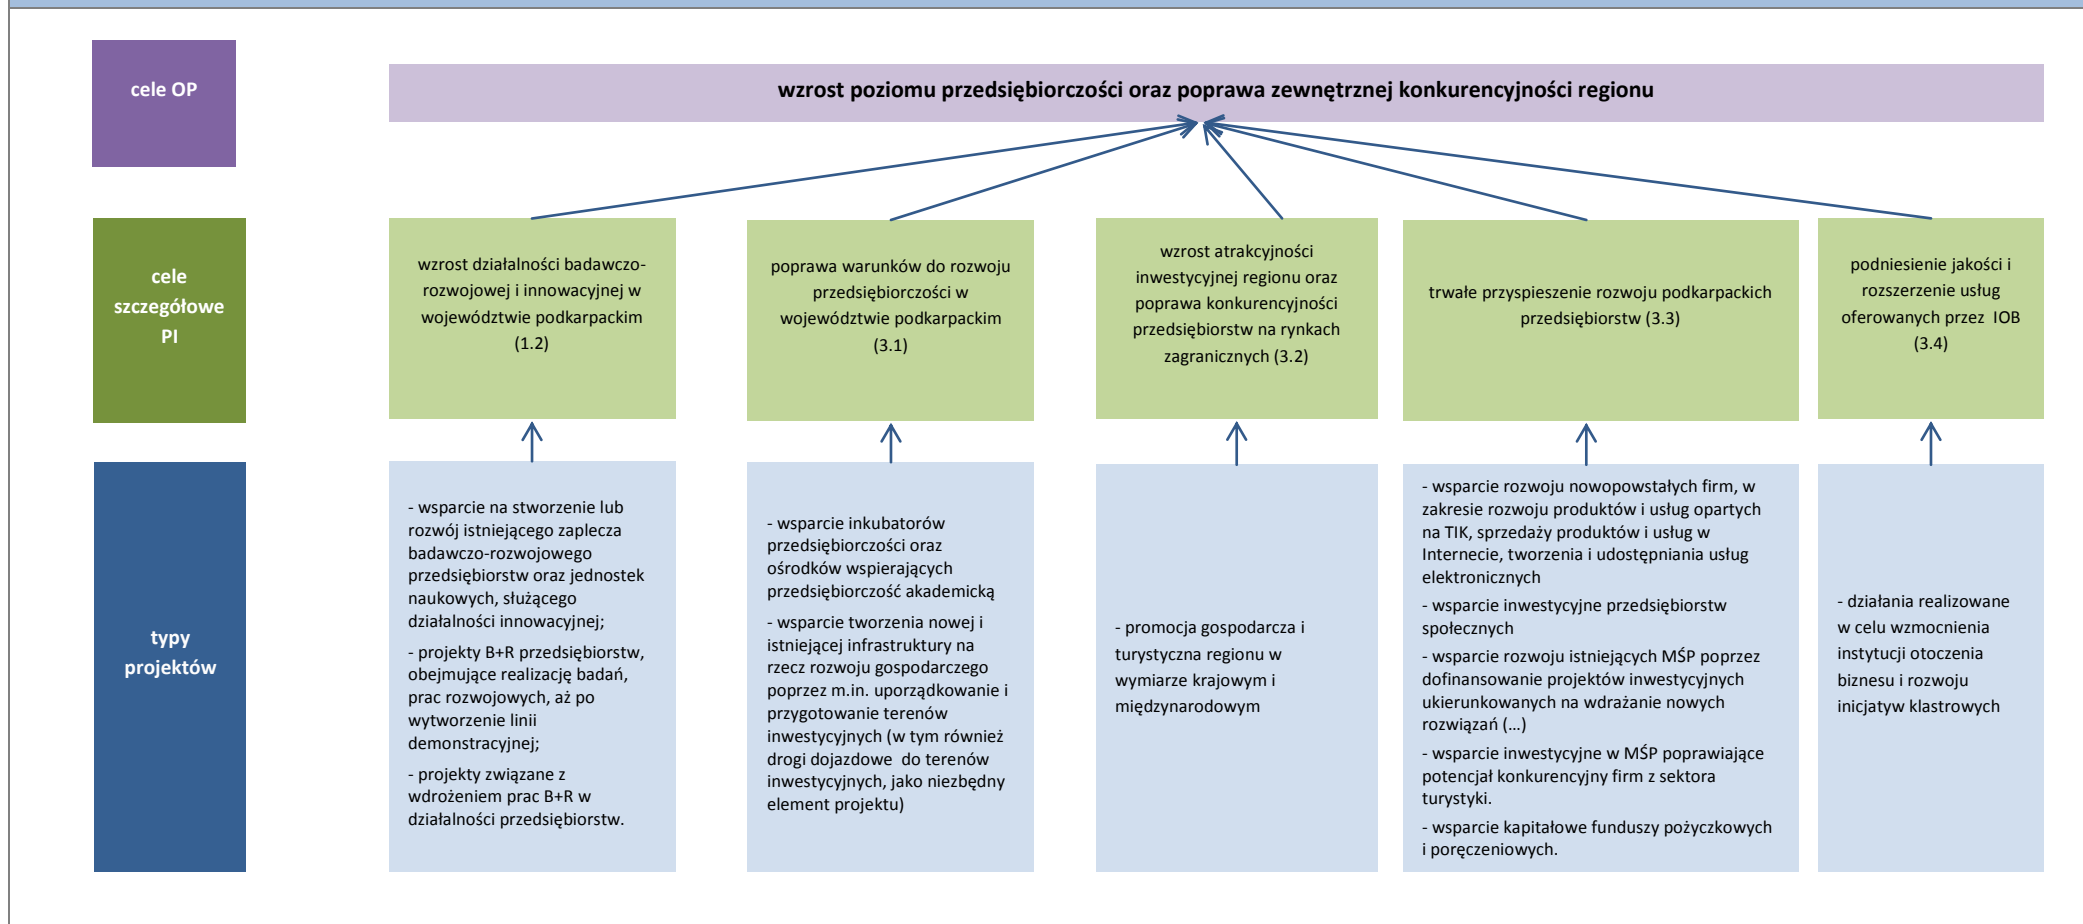 cele OP
wzrost poziomu przedsiębiorczości oraz poprawa zewnętrznej konkurencyjności regionu
cele
szczegółowe
PI
wzrost działalności badawczo-
rozwojowej i innowacyjnej w
województwie podkarpackim
(1.2)
poprawa warunków do rozwoju
przedsiębiorczości w
województwie podkarpackim
(3.1)
wzrost atrakcyjności
inwestycyjnej regionu oraz
poprawa konkurencyjności
przedsiębiorstw na rynkach
zagranicznych (3.2)
trwałe przyspieszenie rozwoju podkarpackich
przedsiębiorstw (3.3)
podniesienie jakości i
rozszerzenie usług
oferowanych przez IOB
(3.4)
typy
projektów
- wsparcie na stworzenie lub
rozwój istniejącego zaplecza
badawczo-rozwojowego
przedsiębiorstw oraz jednostek
naukowych, służącego
działalności innowacyjnej;
- projekty B+R przedsiębiorstw,
obejmujące realizację badań,
prac rozwojowych, aż po
wytworzenie linii
demonstracyjnej;
- projekty związane z
wdrożeniem prac B+R w
działalności przedsiębiorstw.
- wsparcie inkubatorów
przedsiębiorczości oraz
ośrodków wspierających
przedsiębiorczość akademicką
- wsparcie tworzenia nowej i
istniejącej infrastruktury na
rzecz rozwoju gospodarczego
poprzez m.in. uporządkowanie i
przygotowanie terenów
inwestycyjnych (w tym również
drogi dojazdowe do terenów
inwestycyjnych, jako niezbędny
element projektu)
- promocja gospodarcza i
turystyczna regionu w
wymiarze krajowym i
międzynarodowym
- wsparcie rozwoju nowopowstałych firm, w
zakresie rozwoju produktów i usług opartych
na TIK, sprzedaży produktów i usług w
Internecie, tworzenia i udostępniania usług
elektronicznych
- wsparcie inwestycyjne przedsiębiorstw
społecznych
- wsparcie rozwoju istniejących MŚP poprzez
dofinansowanie projektów inwestycyjnych
ukierunkowanych na wdrażanie nowych
rozwiązań (…)
- wsparcie inwestycyjne w MŚP poprawiające
potencjał konkurencyjny firm z sektora
turystyki.
- wsparcie kapitałowe funduszy pożyczkowych
i poręczeniowych.
- działania realizowane
w celu wzmocnienia
instytucji otoczenia
biznesu i rozwoju
inicjatyw klastrowych